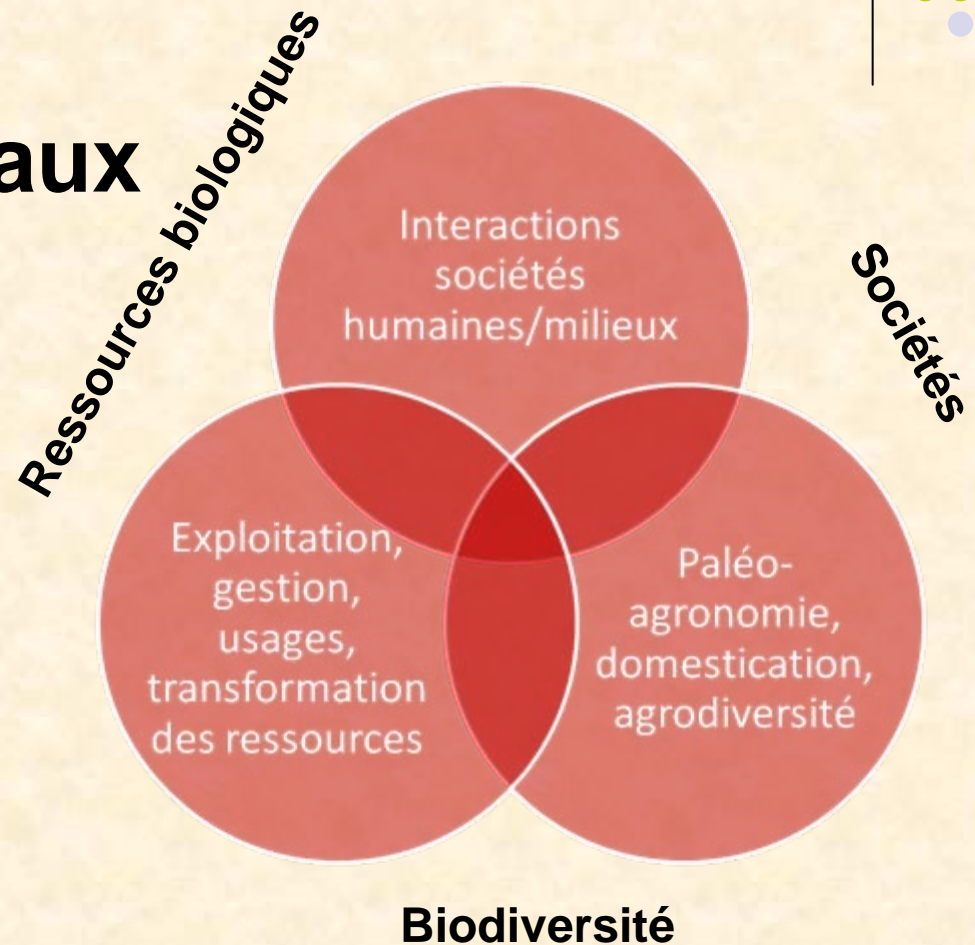 Ressources biologiques
aux
Interactions
sociétés
humaines/milieux
Sociétés
Exploitation,
gestion,
usages,
transformation
des ressources
Paléo-
agronomie,
domestication,
agrodiversité
Biodiversité